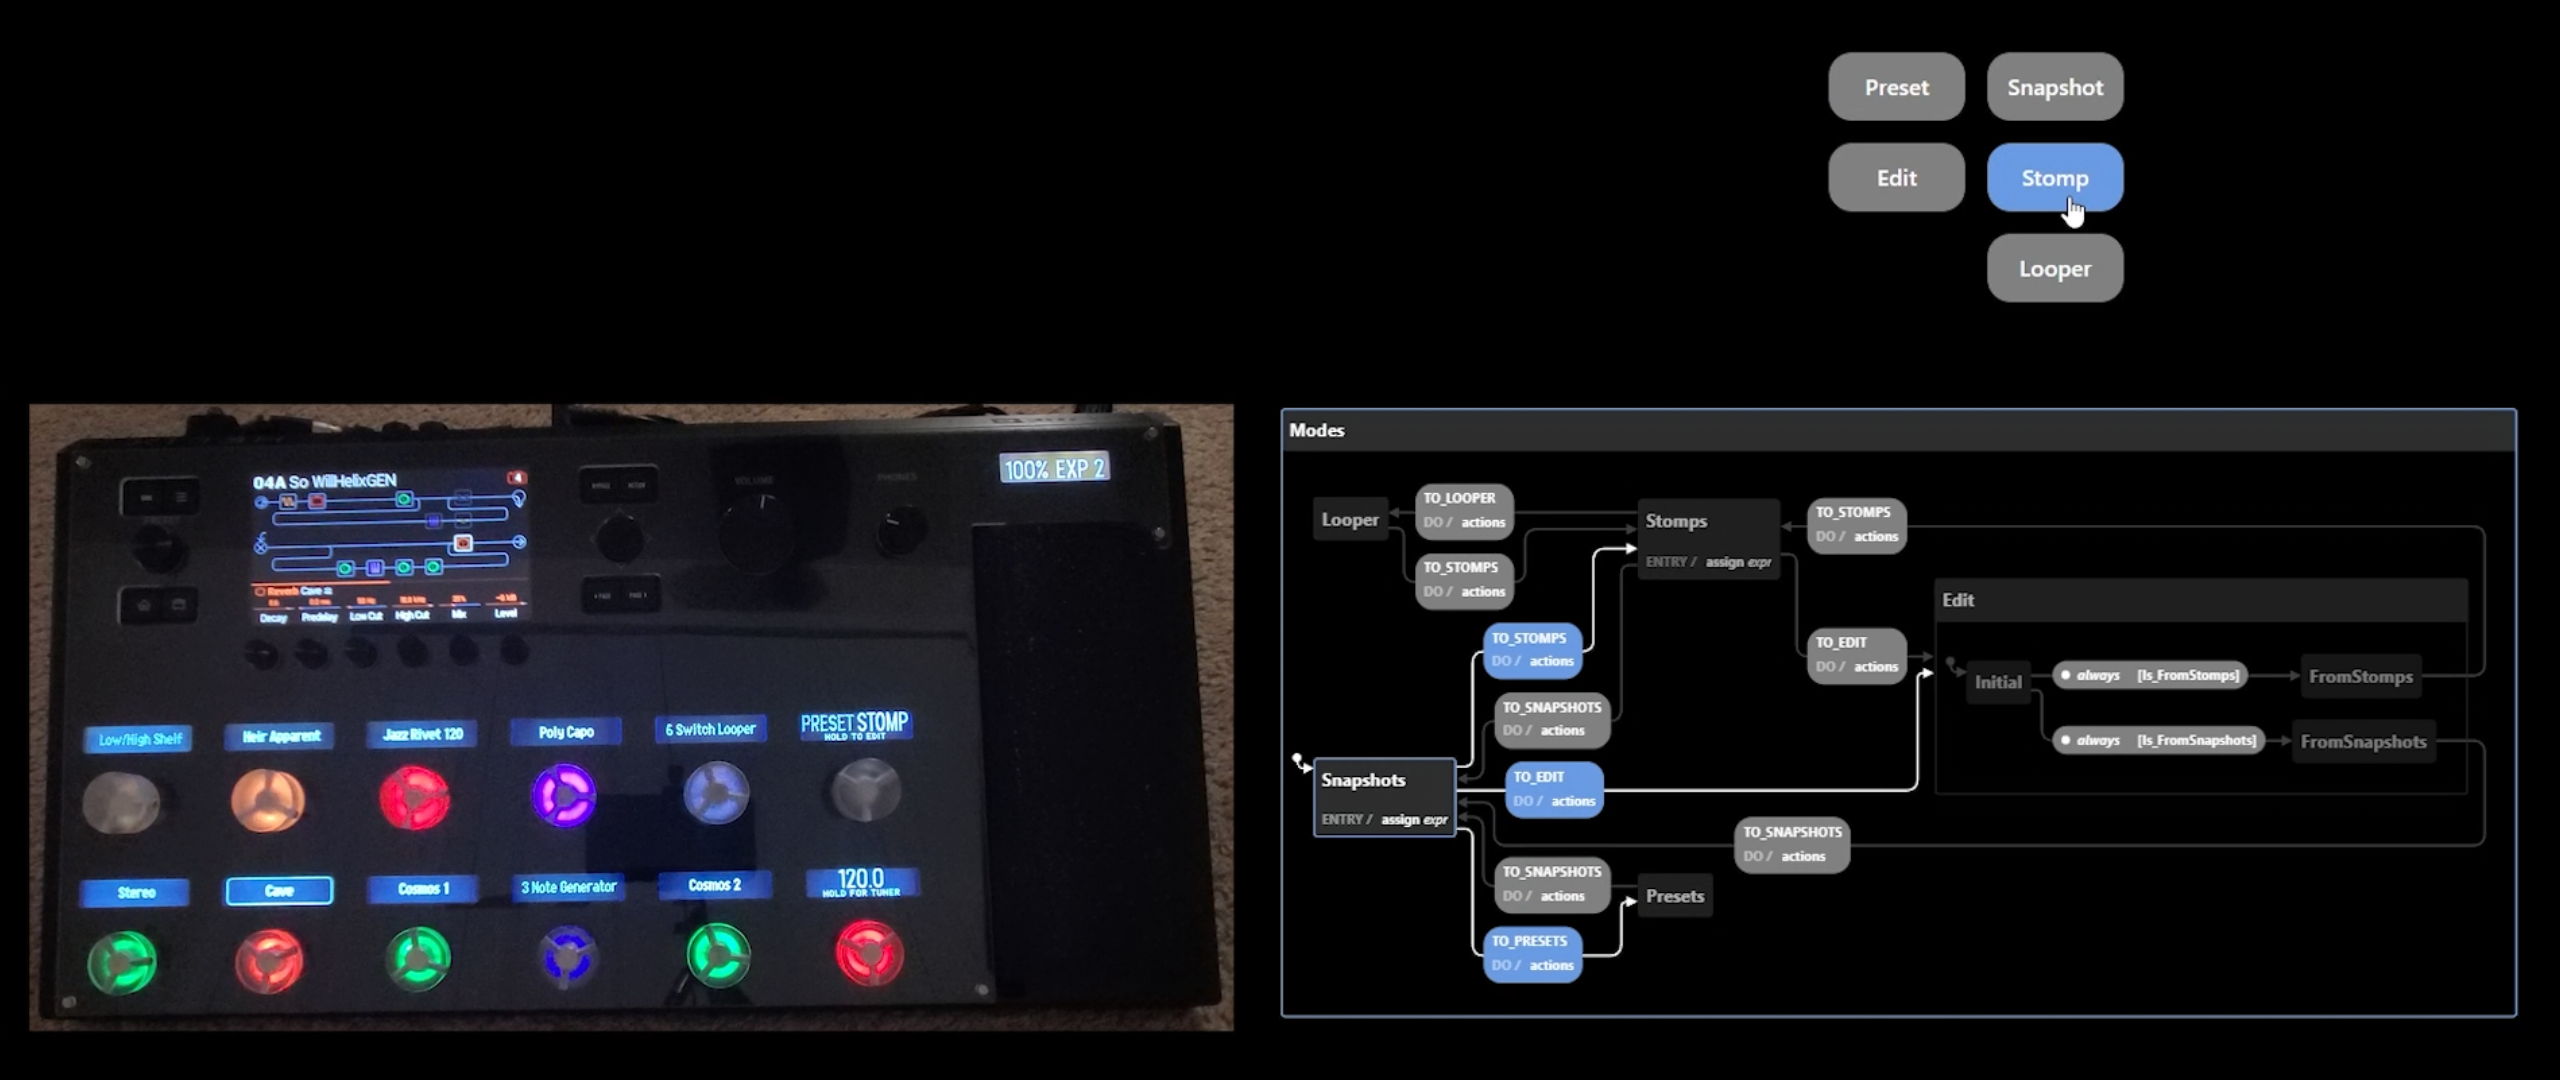 Preset
Snapshot
Edit
Stomp
Looper
04A So WillHelixGEN
4
Reverb Cave
Decay
Predelay
Low Cut
High Cut
Mix
Level
VOLUME
PHONES
100% EXP 2
Low/High Shelf
Heir Apparent
Jazz Rivet 120
Poly Capo
6 Switch Looper
PRESET STOMP
HOLD TO EDIT
Stereo
Cave
Cosmos 1
3 Note Generator
Cosmos 2
120.0
HOLD FOR TUNER
Modes
Looper
TO_LOOPER
DO / actions
TO_STOMPS
DO / actions
Stomps
ENTRY / assign expr
TO_STOMPS
DO / actions
TO_STOMPS
DO / actions
TO_EDIT
DO / actions
Edit
Initial
always [Is_FromStomps]
FromStomps
always [Is_FromSnapshots]
FromSnapshots
TO_SNAPSHOTS
DO / actions
Snapshots
ENTRY / assign expr
TO_EDIT
DO / actions
TO_SNAPSHOTS
DO / actions
TO_SNAPSHOTS
DO / actions
Presets
TO_PRESETS
DO / actions